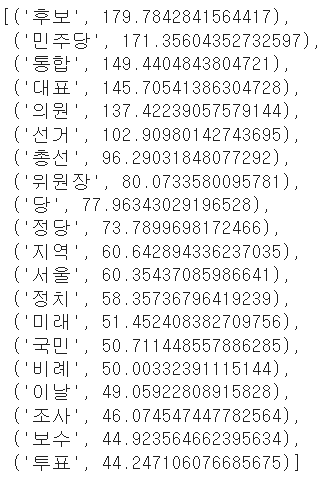 [('후보', 179.7842841564417),
('민주당', 171.35604352732597),
('통합', 149.4404843804721),
('대표', 145.70541386304728),
('의원', 137.42239057579144),
('선거', 102.90980142743695),
('총선', 96.29031848077292),
('위원장', 80.0733580095781),
('당', 77.96343029196528),
('정당', 73.7899698172466),
('지역', 60.642894336237035),
('서울', 60.35437085986641),
('정치', 58.35736796419239),
('미래', 51.452408382709756),
('국민', 50.711448557886285),
('비례', 50.00332391115144),
('이날', 49.05922808915828),
('조사', 46.074547447782564),
('보수', 44.923564662395634),
('투표', 44.247106076685675)]